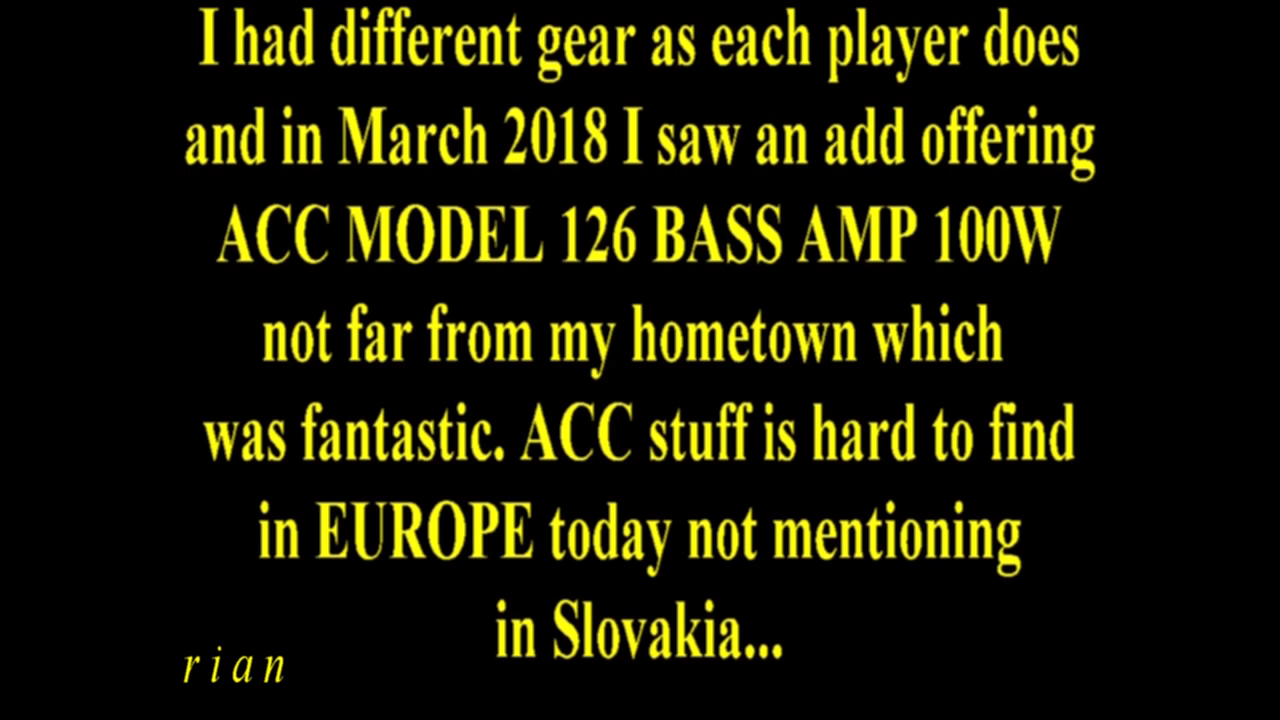 I had different gear as each player does
and in March 2018 I saw an add offering
ACC MODEL 126 BASS AMP 100W
not far from my hometown which
was fantastic. ACC stuff is hard to find
in EUROPE today not mentioning
in Slovakia...
rian